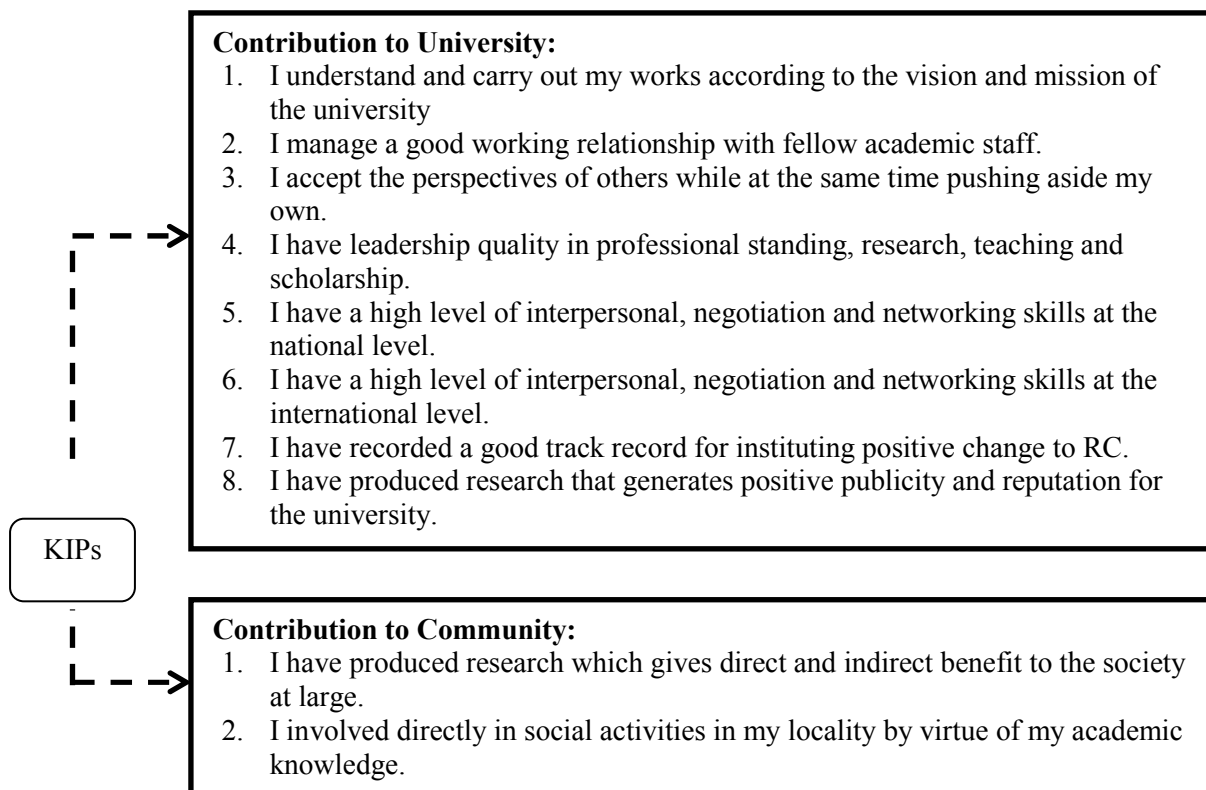 Contribution to University:
1. I understand and carry out my works according to the vision and mission of
the university
2. I manage a good working relationship with fellow academic staff.
3. I accept the perspectives of others while at the same time pushing aside my
own.
4. I have leadership quality in professional standing, research, teaching and
scholarship.
5. I have a high level of interpersonal, negotiation and networking skills at the
national level.
6. I have a high level of interpersonal, negotiation and networking skills at the
international level.
7. I have recorded a good track record for instituting positive change to RC.
8. I have produced research that generates positive publicity and reputation for
the university.
KIPs
Contribution to Community:
1. I have produced research which gives direct and indirect benefit to the society
at large.
2. I involved directly in social activities in my locality by virtue of my academic
knowledge.